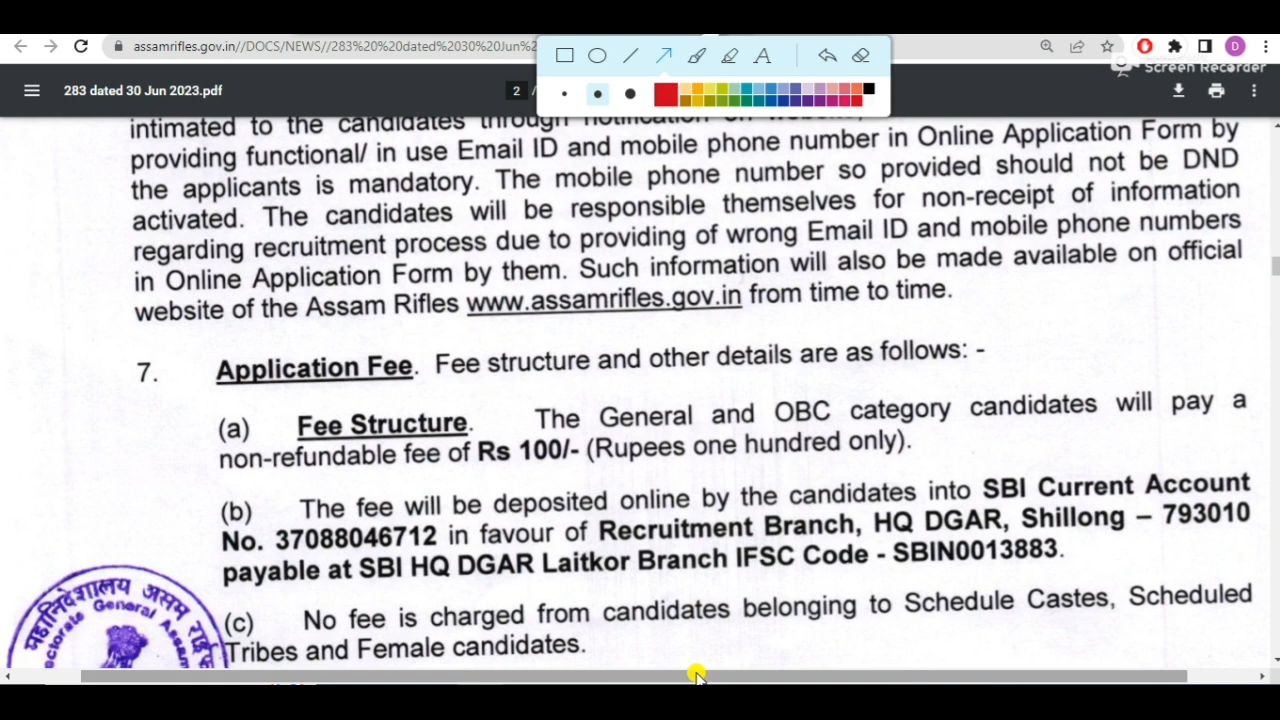 assamrifles.gov.in//DOCS/NEWS//283%20%20dated%2030%20Jun%2
A
D
Screen Recorder
283 dated 30 Jun 2023.pdf
2 /
intimated to the candidates through notification on website,
providing functional/ in use Email ID and mobile phone number in Online Application Form by
the applicants is mandatory. The mobile phone number so provided should not be DND
activated. The candidates will be responsible themselves for non-receipt of information
regarding recruitment process due to providing of wrong Email ID and mobile phone numbers
in Online Application Form by them. Such information will also be made available on official
website of the Assam Rifles www.assamrifles.gov.in from time to time.
7. Application Fee. Fee structure and other details are as follows: -
(a) Fee Structure. The General and OBC category candidates will pay a
non-refundable fee of Rs 100/- (Rupees one hundred only).
(b) The fee will be deposited online by the candidates into SBI Current Account
No. 37088046712 in favour of Recruitment Branch, HQ DGAR, Shillong – 793010
payable at SBI HQ DGAR Laitkor Branch IFSC Code - SBIN0013883.
(c) No fee is charged from candidates belonging to Schedule Castes, Scheduled
Tribes and Female candidates.
महानिदेशालय असम
General Assa